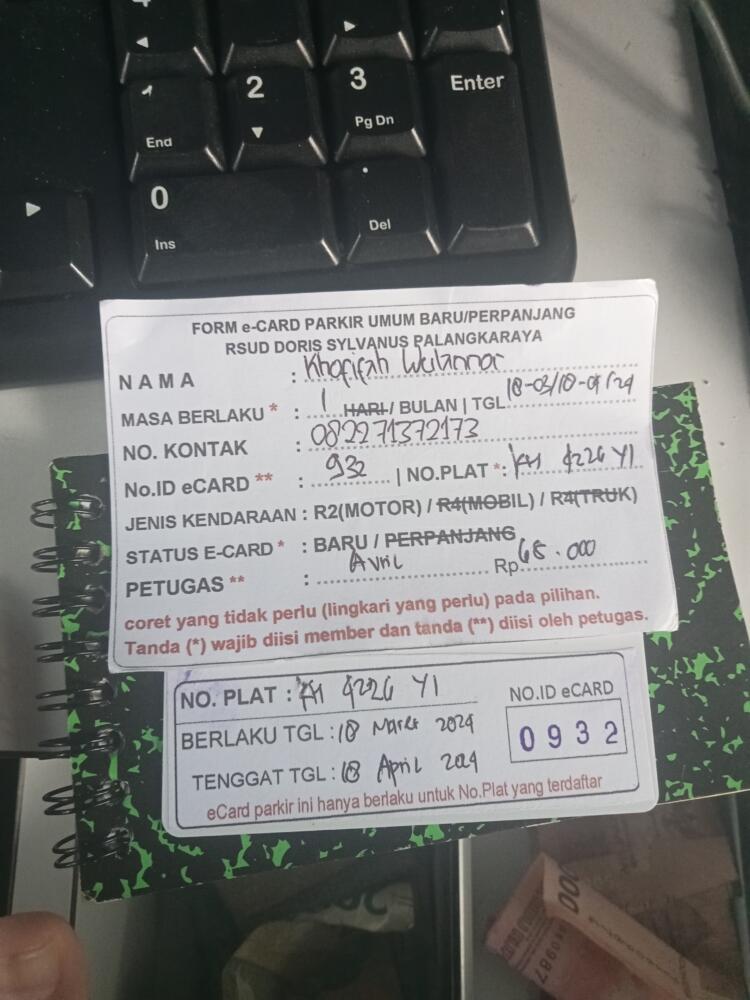 1
End
2
3
Pg Dn
Enter
0
Ins
.
Del
FORM e-CARD PARKIR UMUM BARU/PERPANJANG
RSUD DORIS SYLVANUS PALANGKARAYA
NAMA : Khofifah
MASA BERLAKU * : 1 HARI / BULAN | TGL 18-03/18-04/24
NO. KONTAK : 082271372173
No.ID eCARD ** : 932 | NO.PLAT *: KH 4226 YI
JENIS KENDARAAN : R2(MOTOR) / R4(MOBIL) / R4(TRUK)
STATUS E-CARD * : BARU / PERPANJANG
PETUGAS ** : Avril Rp 65.000
coret yang tidak perlu (lingkari yang perlu) pada pilihan.
Tanda (*) wajib diisi member dan tanda (**) diisi oleh petugas.
NO. PLAT : KH 4226 YI
NO.ID eCARD
BERLAKU TGL : 18 Maret 2024
0932
TENGGAT TGL : 18 April 2024
eCard parkir ini hanya berlaku untuk No.Plat yang terdaftar